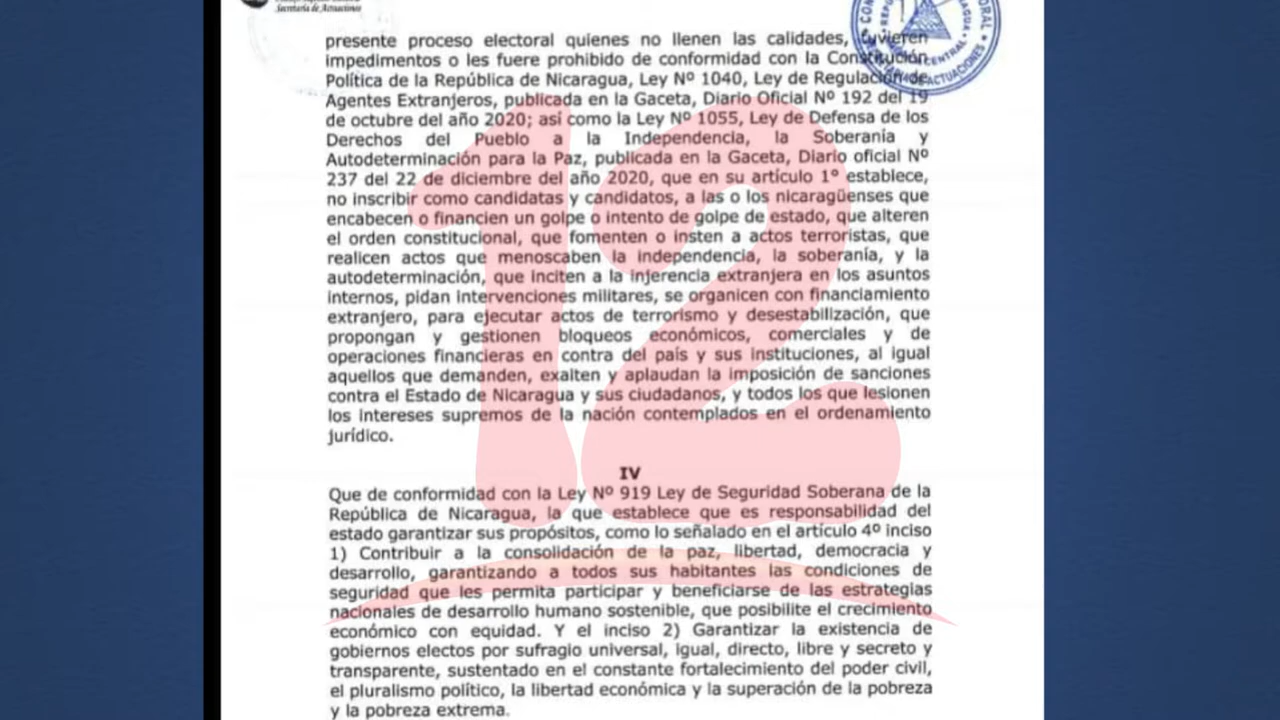 Secretaría de Actuaciones
presente proceso electoral quienes no llenen las calidades, tuvieren
impedimentos o les fuere prohibido de conformidad con la Constitución
Política de la República de Nicaragua, Ley Nº 1040, Ley de Regulación de
Agentes Extranjeros, publicada en la Gaceta, Diario Oficial Nº 192 del 19
de octubre del año 2020; así como la Ley Nº 1055, Ley de Defensa de los
Derechos del Pueblo a la Independencia, la Soberanía y
Autodeterminación para la Paz, publicada en la Gaceta, Diario oficial Nº
237 del 22 de diciembre del año 2020, que en su artículo 1º establece,
no inscribir como candidatas y candidatos, a las o los nicaragüenses que
encabecen o financien un golpe o intento de golpe de estado, que alteren
el orden constitucional, que fomenten o insten a actos terroristas, que
realicen actos que menoscaben la independencia, la soberanía, y la
autodeterminación, que inciten a la injerencia extranjera en los asuntos
internos, pidan intervenciones militares, se organicen con financiamiento
extranjero, para ejecutar actos de terrorismo y desestabilización, que
propongan y gestionen bloqueos económicos, comerciales y de
operaciones financieras en contra del país y sus instituciones, al igual
aquellos que demanden, exalten y aplaudan la imposición de sanciones
contra el Estado de Nicaragua y sus ciudadanos, y todos los que lesionen
los intereses supremos de la nación contemplados en el ordenamiento
jurídico.
IV
Que de conformidad con la Ley Nº 919 Ley de Seguridad Soberana de la
República de Nicaragua, la que establece que es responsabilidad del
estado garantizar sus propósitos, como lo señalado en el artículo 4º inciso
1) Contribuir a la consolidación de la paz, libertad, democracia y
desarrollo, garantizando a todos sus habitantes las condiciones de
seguridad que les permita participar y beneficiarse de las estrategias
nacionales de desarrollo humano sostenible, que posibilite el crecimiento
económico con equidad. Y el inciso 2) Garantizar la existencia de
gobiernos electos por sufragio universal, igual, directo, libre y secreto y
transparente, sustentado en el constante fortalecimiento del poder civil,
el pluralismo político, la libertad económica y la superación de la pobreza
y la pobreza extrema.
12